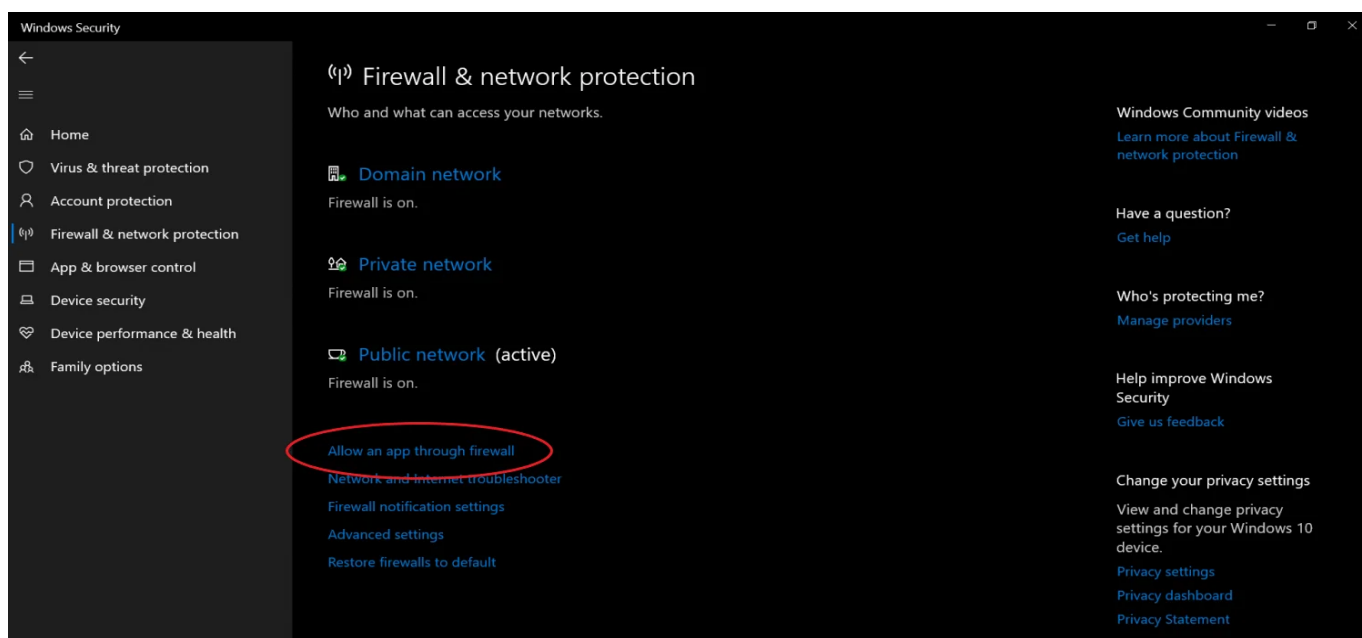 Windows Security
Home
Virus & threat protection
Account protection
Firewall & network protection
App & browser control
Device security
Device performance & health
Family options
Firewall & network protection
Who and what can access your networks.
Domain network
Firewall is on.
Private network
Firewall is on.
Public network (active)
Firewall is on.
Allow an app through firewall
Network and Internet troubleshooter
Firewall notification settings
Advanced settings
Restore firewalls to default
Windows Community videos
Learn more about Firewall &
network protection
Have a question?
Get help
Who's protecting me?
Manage providers
Help improve Windows
Security
Give us feedback
Change your privacy settings
View and change privacy
settings for your Windows 10
device.
Privacy settings
Privacy dashboard
Privacy Statement